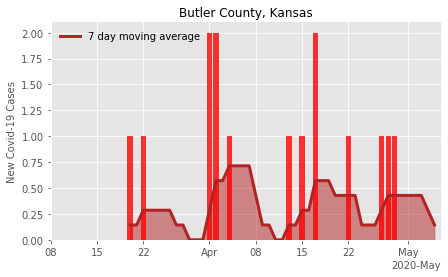 Butler County, Kansas
7 day moving average
New Covid-19 Cases
2.00
1.75
1.50
1.25
1.00
0.75
0.50
0.25
0.00
08 15 22 Apr 08 15 22 May
2020-May